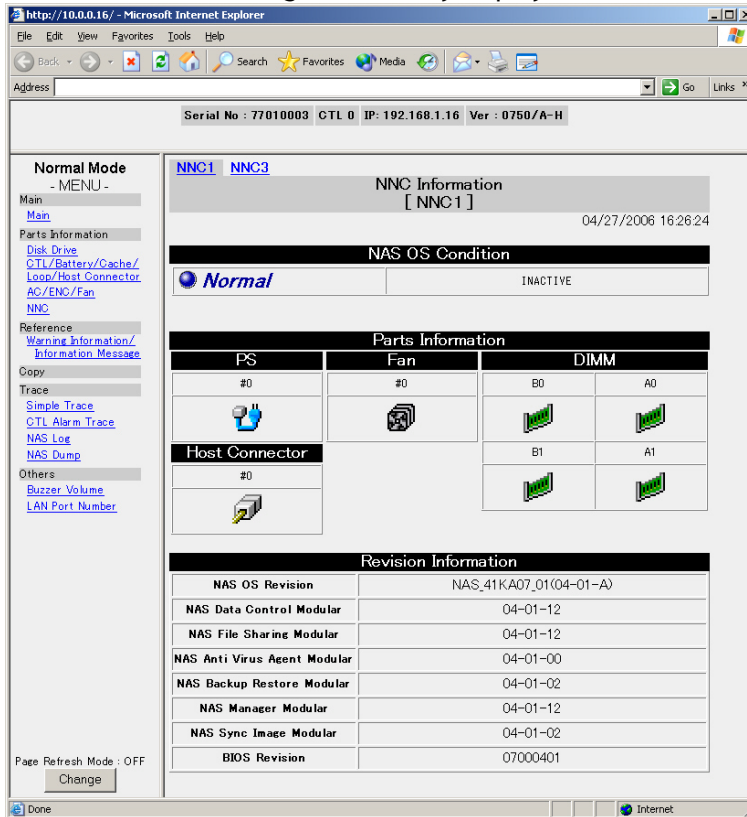 http://10.0.0.16/ - Microsoft Internet Explorer
File Edit View Favorites Tools Help
Back Search Favorites Media
Address Go Links
Serial No : 77010003 CTL 0 IP: 192.168.1.16 Ver : 0750/A-H
Normal Mode
- MENU -
Main
Main
Parts Information
Disk Drive
CTL/Battery/Cache/
Loop/Host Connector
AC/ENC/Fan
NNC
Reference
Warning Information/
Information Message
Copy
Trace
Simple Trace
CTL Alarm Trace
NAS Log
NAS Dump
Others
Buzzer Volume
LAN Port Number
Page Refresh Mode : OFF
Change
NNC1 NNC3
NNC Information
[ NNC1 ]
04/27/2006 16:26:24
NAS OS Condition
Normal INACTIVE
Parts Information
PS Fan DIMM
#0 #0 B0 A0
Host Connector B1 A1
#0
Revision Information
NAS OS Revision NAS_41KA07_01(04-01-A)
NAS Data Control Modular 04-01-12
NAS File Sharing Modular 04-01-12
NAS Anti Virus Agent Modular 04-01-00
NAS Backup Restore Modular 04-01-02
NAS Manager Modular 04-01-12
NAS Sync Image Modular 04-01-02
BIOS Revision 07000401
Done Internet